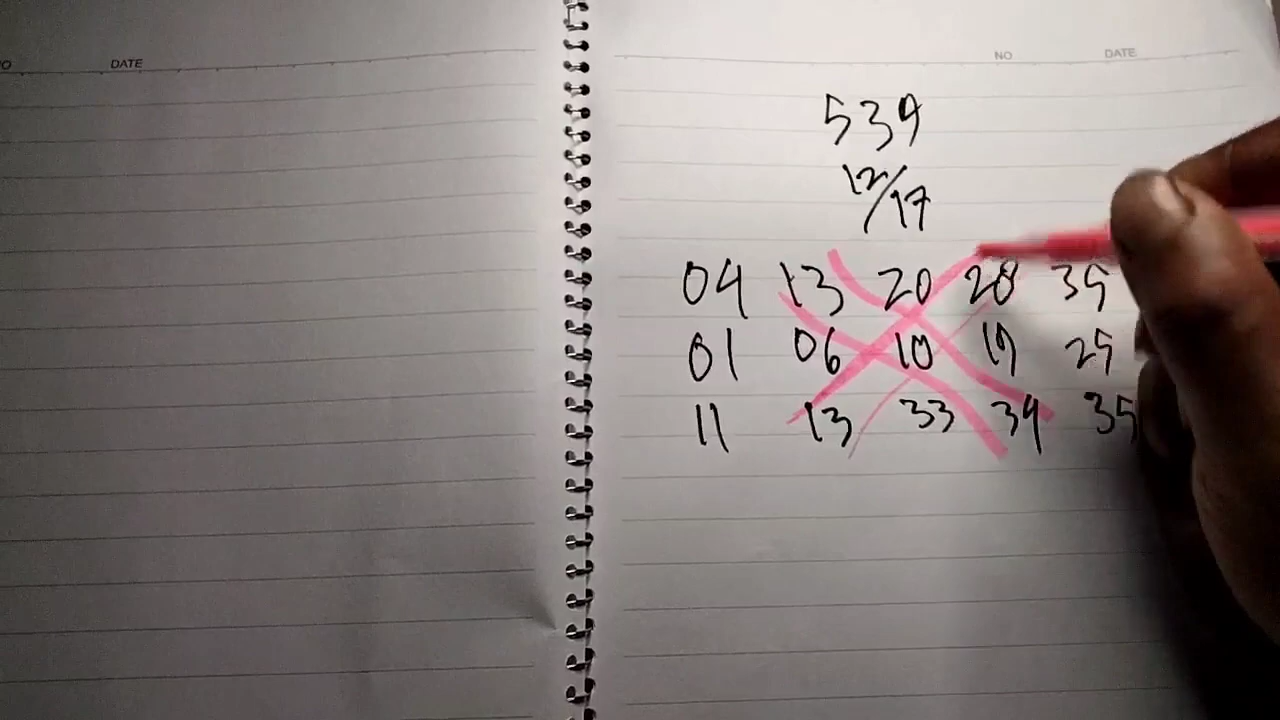 NO DATE
NO DATE
539
12/17
04 13 20 28 39
01 06 10 19 29
11 13 33 34 35